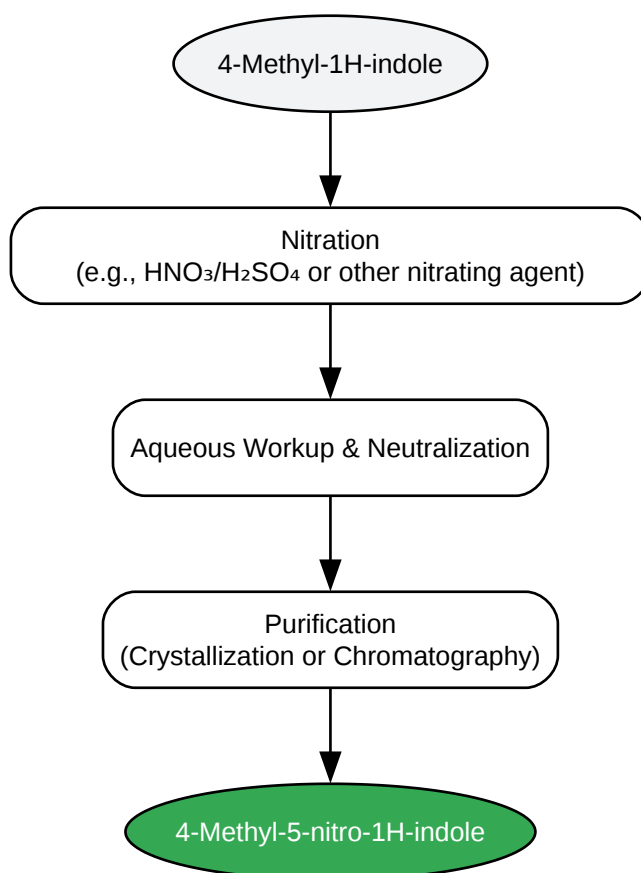 4-Methyl-1H-indole
Nitration
(e.g., HNO₃/H₂SO₄ or other nitrating agent)
Aqueous Workup & Neutralization
Purification
(Crystallization or Chromatography)
4-Methyl-5-nitro-1H-indole